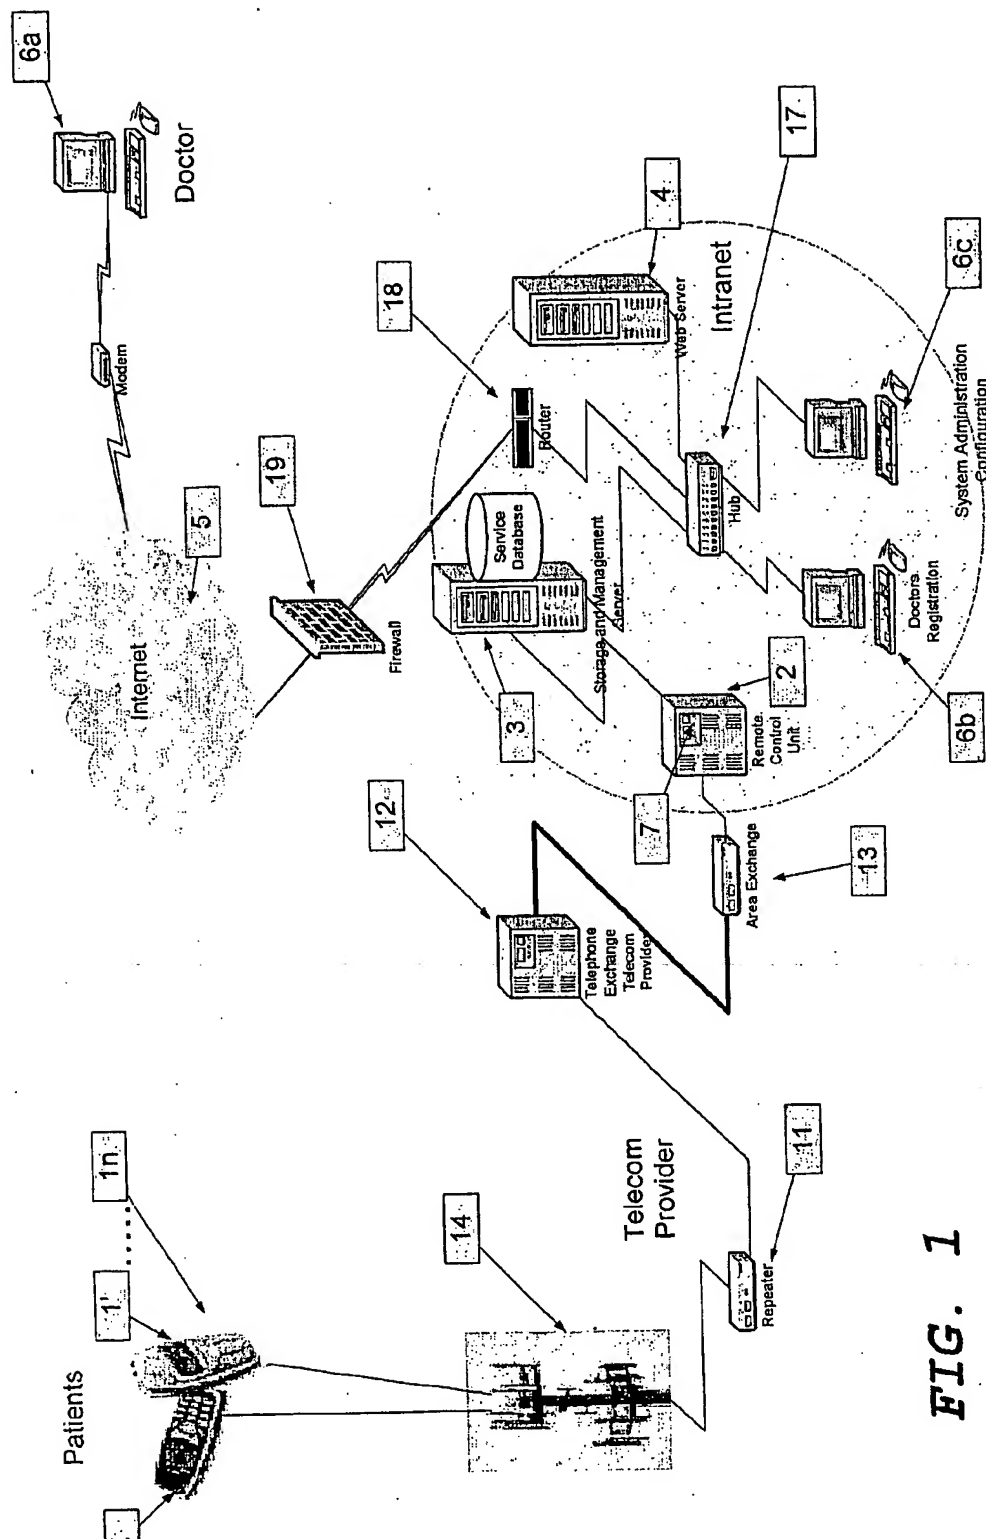 Patients
1'
1n
14
Telecom
Provider
Repeater
11
12
Telephone
Exchange
Telecom
Provider
Area Exchange
13
Internet
5
19
Firewall
Modem
6a
Doctor
18
Router
3
Service
Database
Storage and Management
Server
7
Remote
Control
Unit
2
Hub
17
Web Server
4
Intranet
Doctors
Registration
6b
System Administration
Configuration
6c
FIG. 1